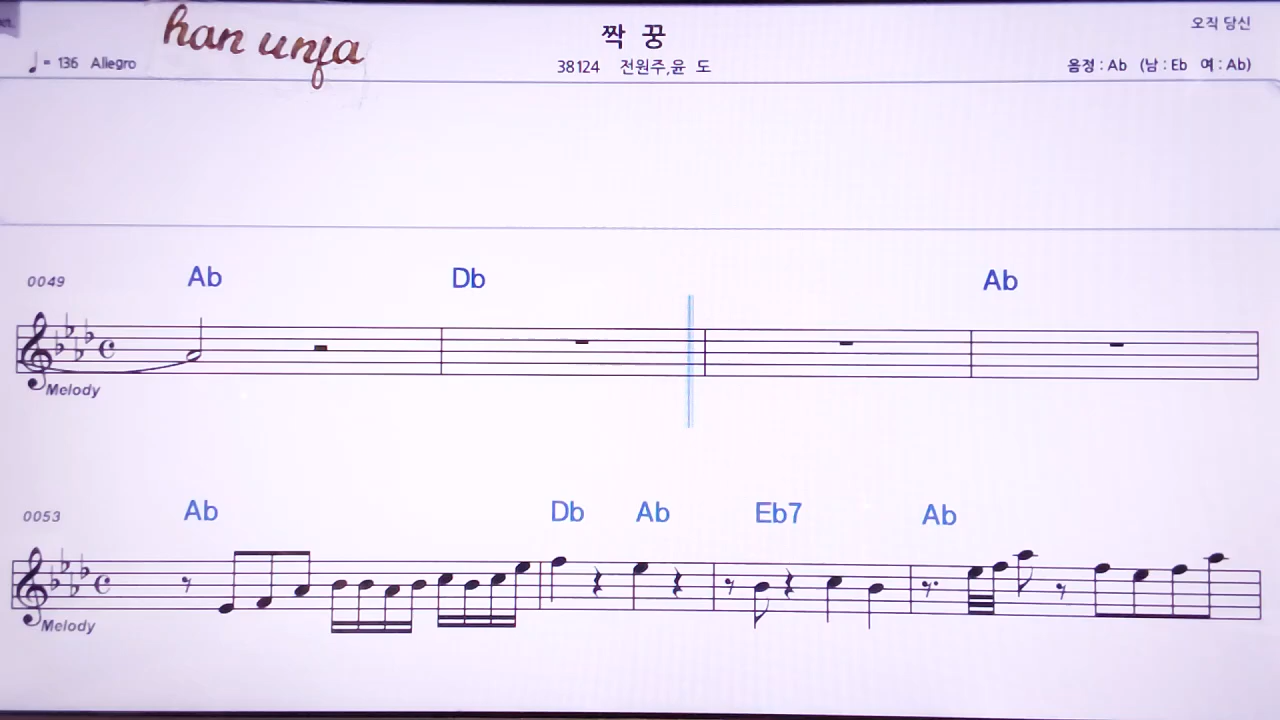 han unja
짝 꿍
오직 당신
♩ = 136 Allegro
38124 전원주,윤 도
음정 : Ab (남 : Eb 여 : Ab)
0049 Ab Db Ab
Melody
0053 Ab Db Ab Eb7 Ab
Melody